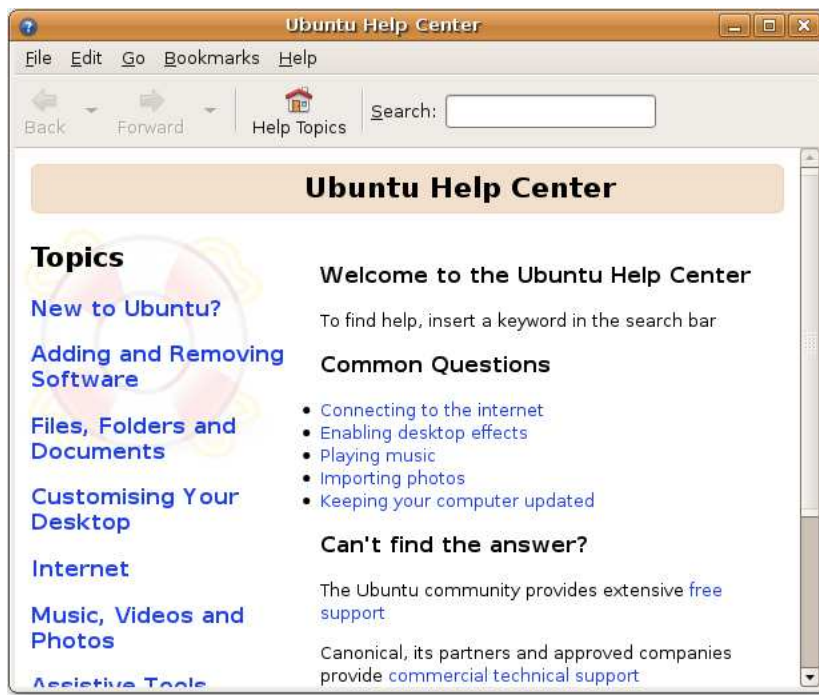 Ubuntu Help Center
File Edit Go Bookmarks Help
Back Forward Help Topics Search:
Ubuntu Help Center
Topics
New to Ubuntu?
Adding and Removing
Software
Files, Folders and
Documents
Customising Your
Desktop
Internet
Music, Videos and
Photos
Assistive Tools
Welcome to the Ubuntu Help Center
To find help, insert a keyword in the search bar
Common Questions
Connecting to the internet
Enabling desktop effects
Playing music
Importing photos
Keeping your computer updated
Can't find the answer?
The Ubuntu community provides extensive free
support
Canonical, its partners and approved companies
provide commercial technical support